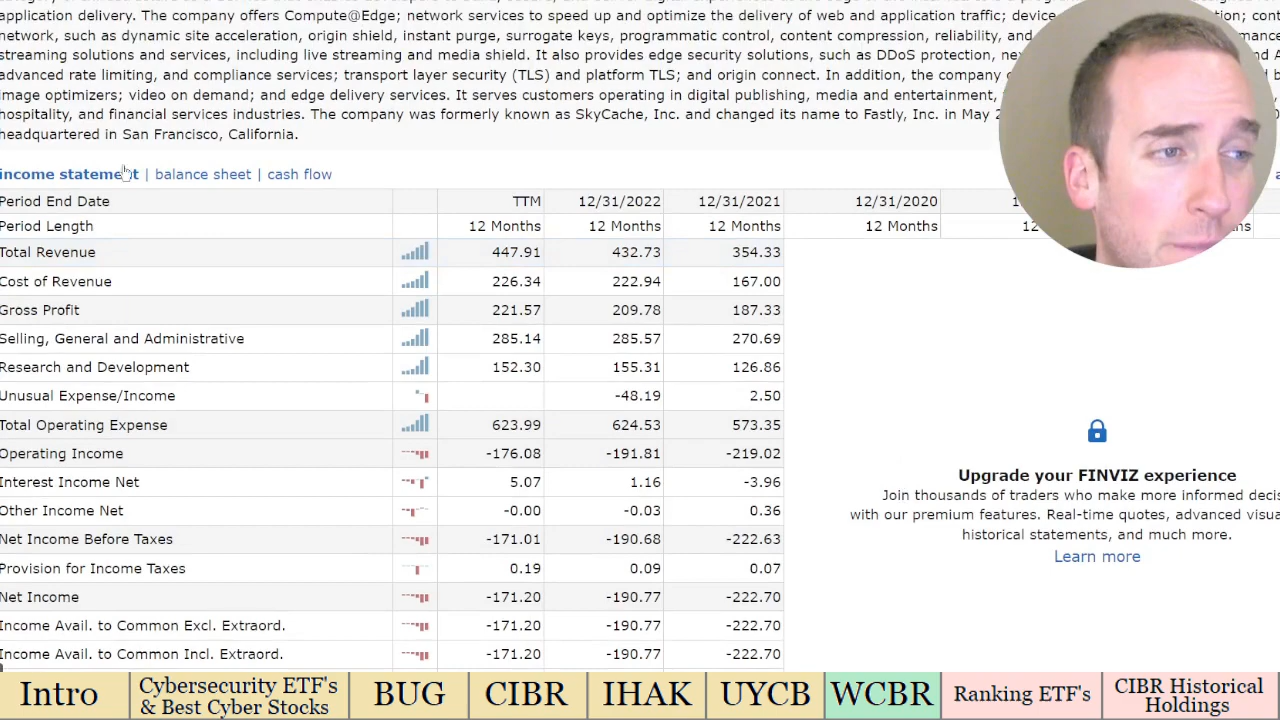 application delivery. The company offers Compute@Edge; network services to speed up and optimize the delivery of web and application traffic; device
network, such as dynamic site acceleration, origin shield, instant purge, surrogate keys, programmatic control, content compression, reliability, and
streaming solutions and services, including live streaming and media shield. It also provides edge security solutions, such as DDoS protection,
advanced rate limiting, and compliance services; transport layer security (TLS) and platform TLS; and origin connect. In addition, the company
image optimizers; video on demand; and edge delivery services. It serves customers operating in digital publishing, media and entertainment,
hospitality, and financial services industries. The company was formerly known as SkyCache, Inc. and changed its name to Fastly, Inc. in May
headquartered in San Francisco, California.
income statement | balance sheet | cash flow
Period End Date TTM 12/31/2022 12/31/2021 12/31/2020
Period Length 12 Months 12 Months 12 Months 12 Months 12
Total Revenue 447.91 432.73 354.33
Cost of Revenue 226.34 222.94 167.00
Gross Profit 221.57 209.78 187.33
Selling, General and Administrative 285.14 285.57 270.69
Research and Development 152.30 155.31 126.86
Unusual Expense/Income -48.19 2.50
Total Operating Expense 623.99 624.53 573.35
Operating Income -176.08 -191.81 -219.02
Interest Income Net 5.07 1.16 -3.96
Other Income Net -0.00 -0.03 0.36
Net Income Before Taxes -171.01 -190.68 -222.63
Provision for Income Taxes 0.19 0.09 0.07
Net Income -171.20 -190.77 -222.70
Income Avail. to Common Excl. Extraord. -171.20 -190.77 -222.70
Income Avail. to Common Incl. Extraord. -171.20 -190.77 -222.70
Upgrade your FINVIZ experience
Join thousands of traders who make more informed
with our premium features. Real-time quotes, advanced
historical statements, and much more.
Learn more
Intro
Cybersecurity ETF's
& Best Cyber Stocks
BUG
CIBR
IHAK
UYCB
WCBR
Ranking ETF's
CIBR Historical
Holdings